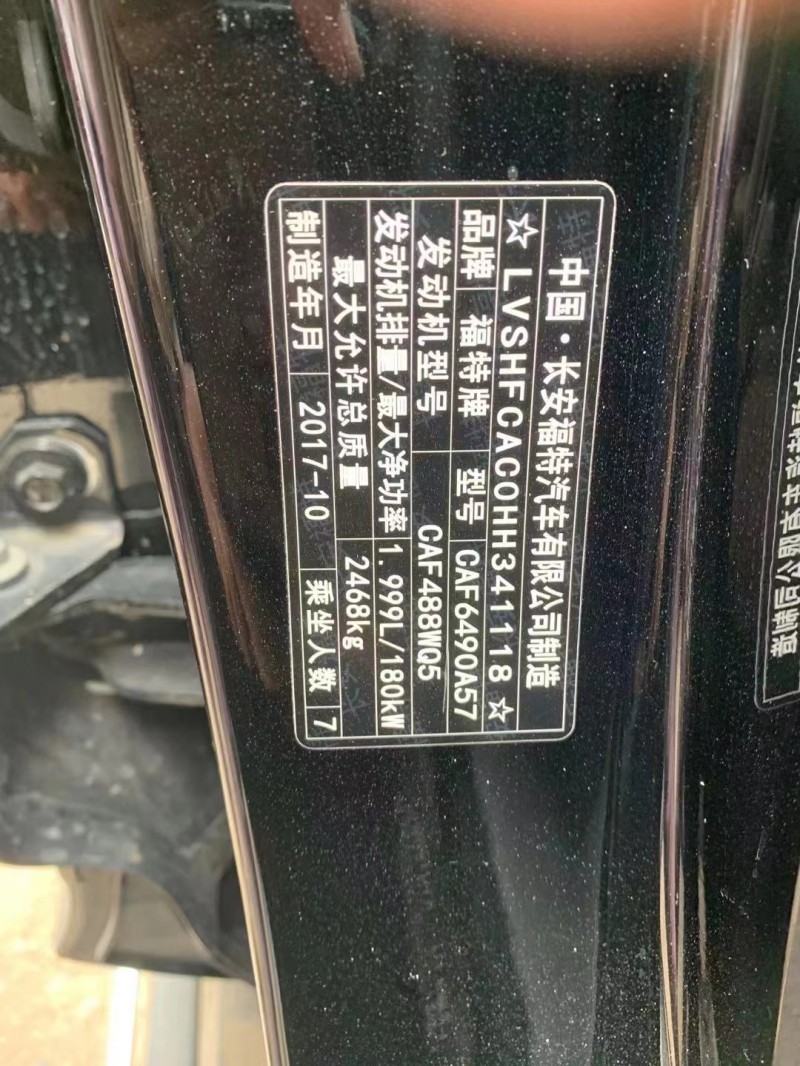 中国·长安福特汽车有限公司制造
☆LVSHFCAC0HH341118☆
品牌 福特牌 型号 CAF6490A57
发动机型号 CAF488WQ5
发动机排量/最大净功率 1.999L/180kW
最大允许总质量 2468kg
制造年月 2017-10 乘坐人数 7